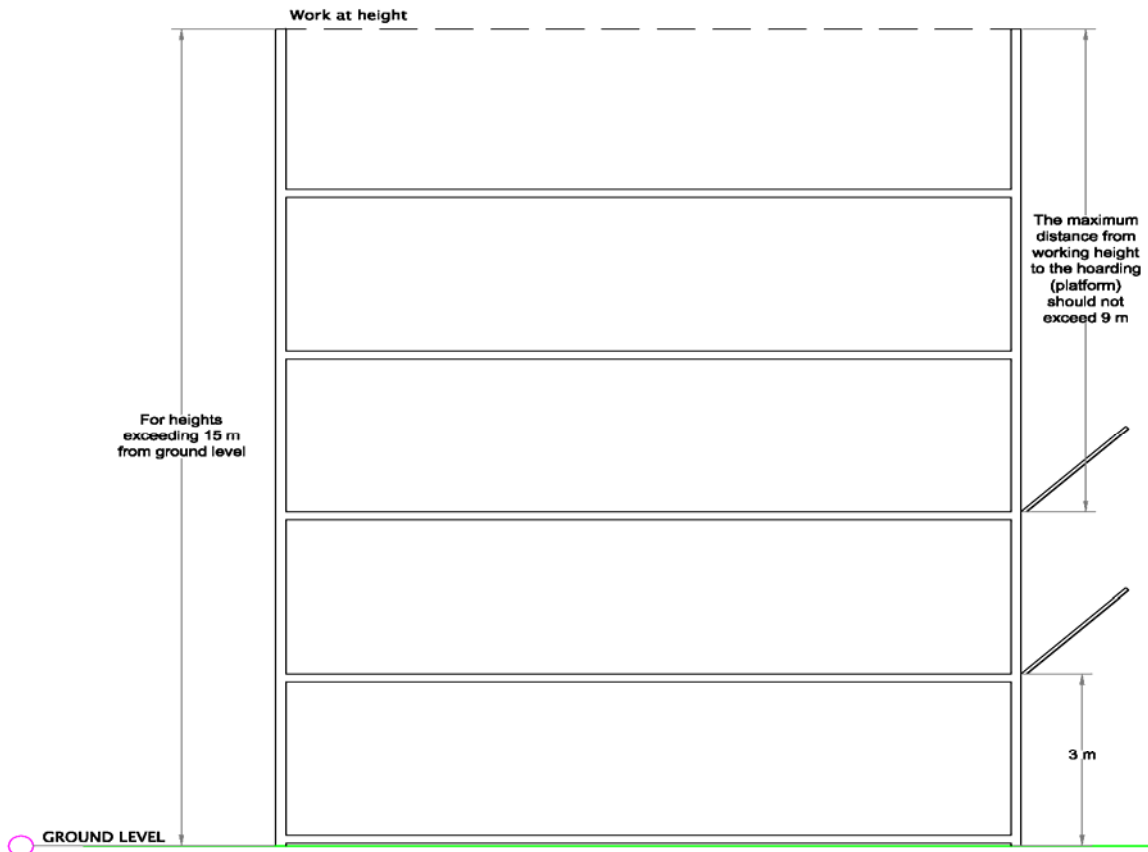 Work at height
The maximum
distance from
working height
to the hoarding
(platform)
should not
exceed 9 m
For heights
exceeding 15 m
from ground level
3 m
GROUND LEVEL